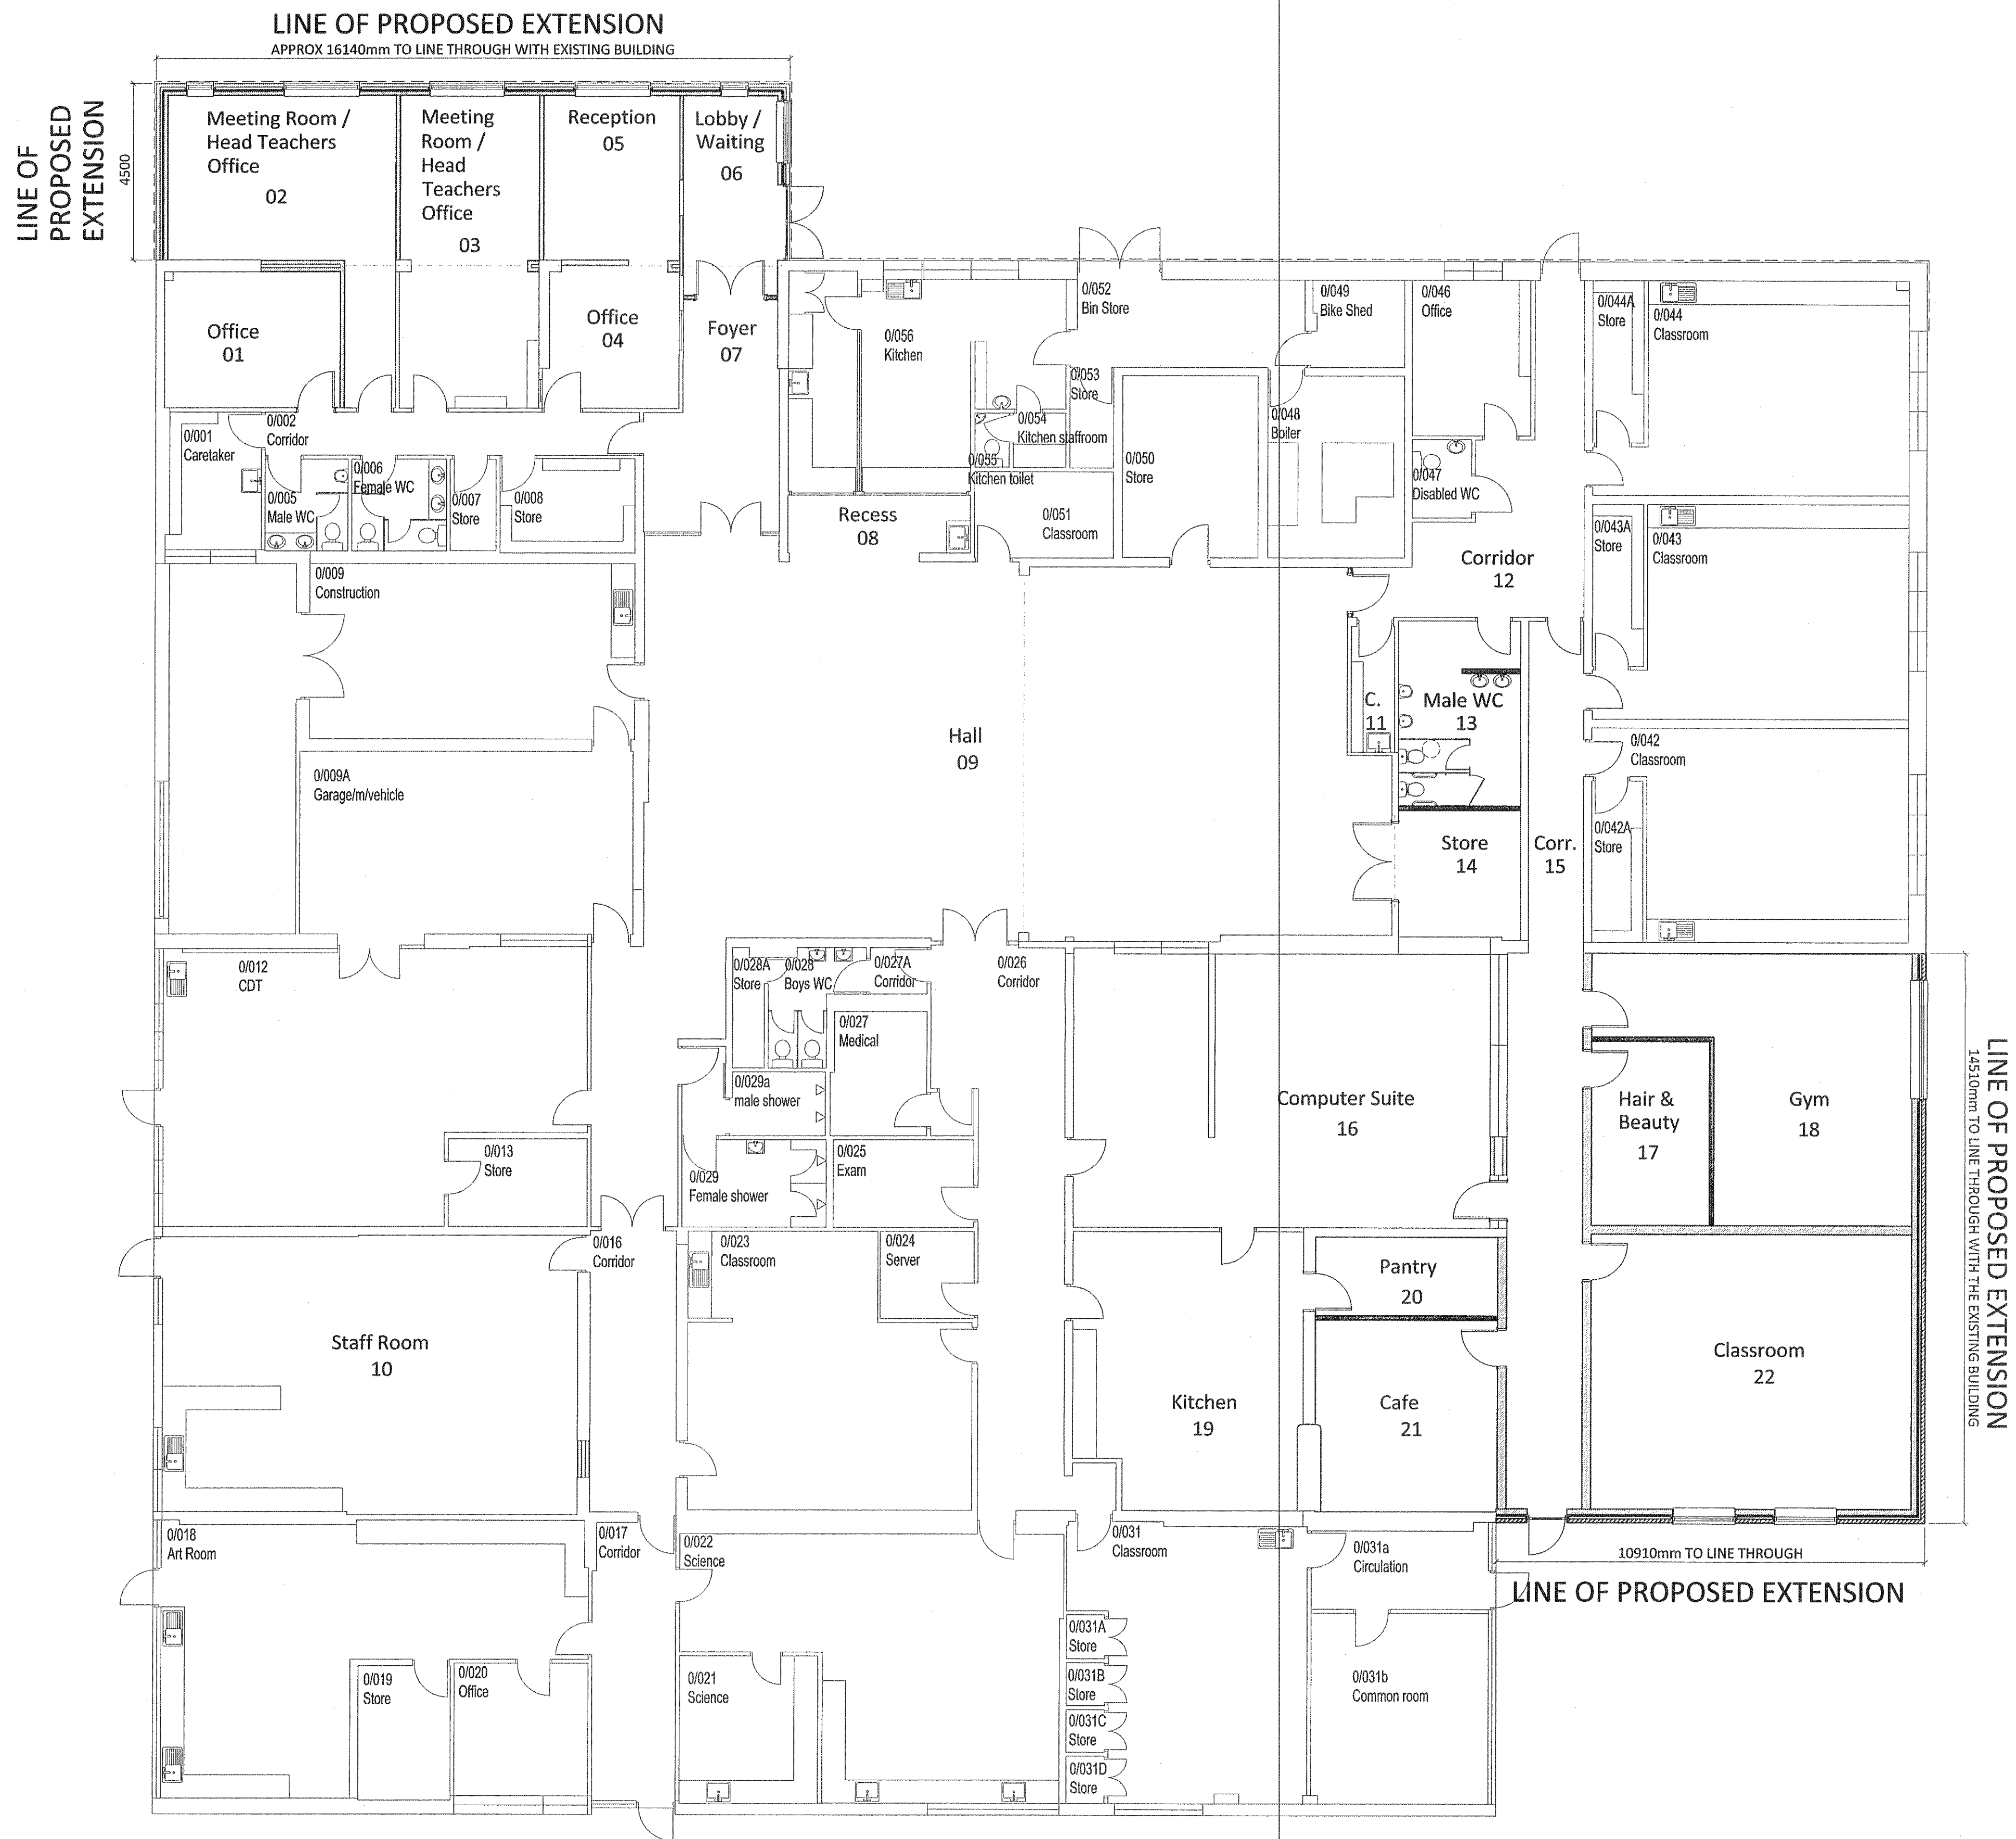 LINE OF PROPOSED EXTENSION
APPROX 16140mm TO LINE THROUGH WITH EXISTING BUILDING
LINE OF
PROPOSED
EXTENSION
4500
Meeting Room /
Head Teachers
Office
02
Meeting
Room /
Head
Teachers
Office
03
Reception
05
Lobby /
Waiting
06
Office
01
Office
04
Foyer
07
0/056
Kitchen
0/052
Bin Store
0/049
Bike Shed
0/046
Office
0/044A
Store
0/044
Classroom
0/053
Store
0/054
Kitchen staffroom
0/055
Kitchen toilet
0/050
Store
0/048
Boiler
0/047
Disabled WC
0/001
Caretaker
0/002
Corridor
0/005
Male WC
0/006
Female WC
0/007
Store
0/008
Store
Recess
08
0/051
Classroom
0/043A
Store
0/043
Classroom
Corridor
12
0/009
Construction
0/009A
Garage/m/vehicle
Hall
09
C.
11
Male WC
13
Store
14
Corr.
15
0/042
Classroom
0/042A
Store
0/012
CDT
0/013
Store
0/028A
Store
0/028
Boys WC
0/027A
Corridor
0/026
Corridor
0/027
Medical
0/029a
male shower
0/029
Female shower
0/025
Exam
Computer Suite
16
Hair &
Beauty
17
Gym
18
LINE OF PROPOSED EXTENSION
14510mm TO LINE THROUGH WITH THE EXISTING BUILDING
0/016
Corridor
0/023
Classroom
0/024
Server
Staff Room
10
Kitchen
19
Pantry
20
Cafe
21
Classroom
22
0/018
Art Room
0/017
Corridor
0/022
Science
0/031
Classroom
0/031a
Circulation
10910mm TO LINE THROUGH
LINE OF PROPOSED EXTENSION
0/019
Store
0/020
Office
0/021
Science
0/031A
Store
0/031B
Store
0/031C
Store
0/031D
Store
0/031b
Common room